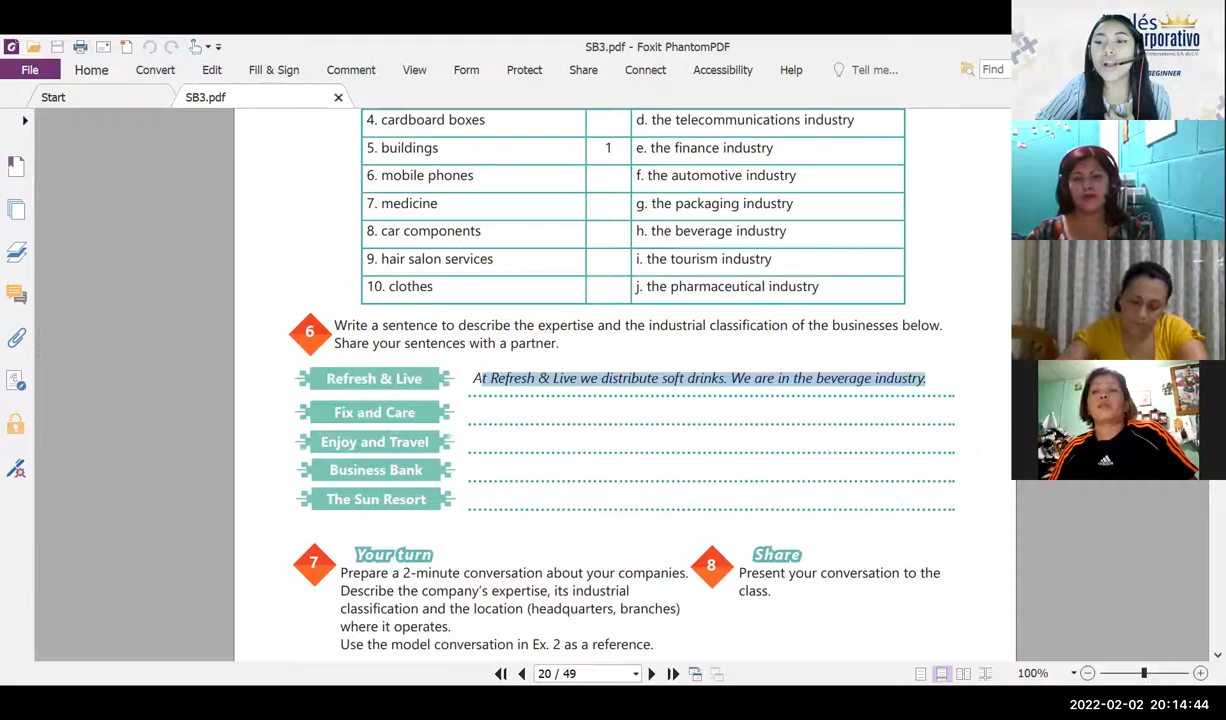 SB3.pdf - Foxit PhantomPDF
File Home Convert Edit Fill & Sign Comment View Form Protect Share Connect Accessibility Help Tell me... Find
Start SB3.pdf
4. cardboard boxes d. the telecommunications industry
5. buildings 1 e. the finance industry
6. mobile phones f. the automotive industry
7. medicine g. the packaging industry
8. car components h. the beverage industry
9. hair salon services i. the tourism industry
10. clothes j. the pharmaceutical industry
6 Write a sentence to describe the expertise and the industrial classification of the businesses below.
Share your sentences with a partner.
Refresh & Live At Refresh & Live we distribute soft drinks. We are in the beverage industry.
Fix and Care
Enjoy and Travel
Business Bank
The Sun Resort
7 Your turn
Prepare a 2-minute conversation about your companies.
Describe the company's expertise, its industrial
classification and the location (headquarters, branches)
where it operates.
Use the model conversation in Ex. 2 as a reference.
8 Share
Present your conversation to the
class.
20 / 49
100%
BEGINNER
2022-02-02 20:14:44